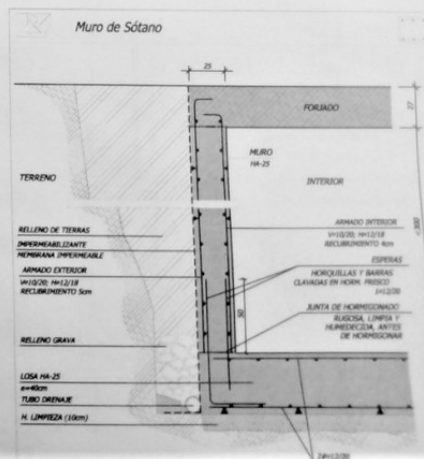 Muro de Sótano
25
FORJADO
27
MURO
HA-25
TERRENO
INTERIOR
<300
RELLENO DE TIERRAS
IMPERMEABILIZANTE
MEMBRANA IMPERMEABLE
ARMADO EXTERIOR
V=10/20; H=12/18
RECUBRIMIENTO 5cm
ARMADO INTERIOR
V=10/20; H=12/18
RECUBRIMIENTO 4cm
ESPERAS
HORQUILLAS Y BARRAS
CLAVADAS EN HORM. FRESCO
50
JUNTA DE HORMIGONADO
RUGOSA, LIMPIA Y
HUMEDECIDA, ANTES
DE HORMIGONAR
RELLENO GRAVA
LOSA HA-25
e=40cm
TUBO DRENAJE
H. LIMPIEZA (10cm)